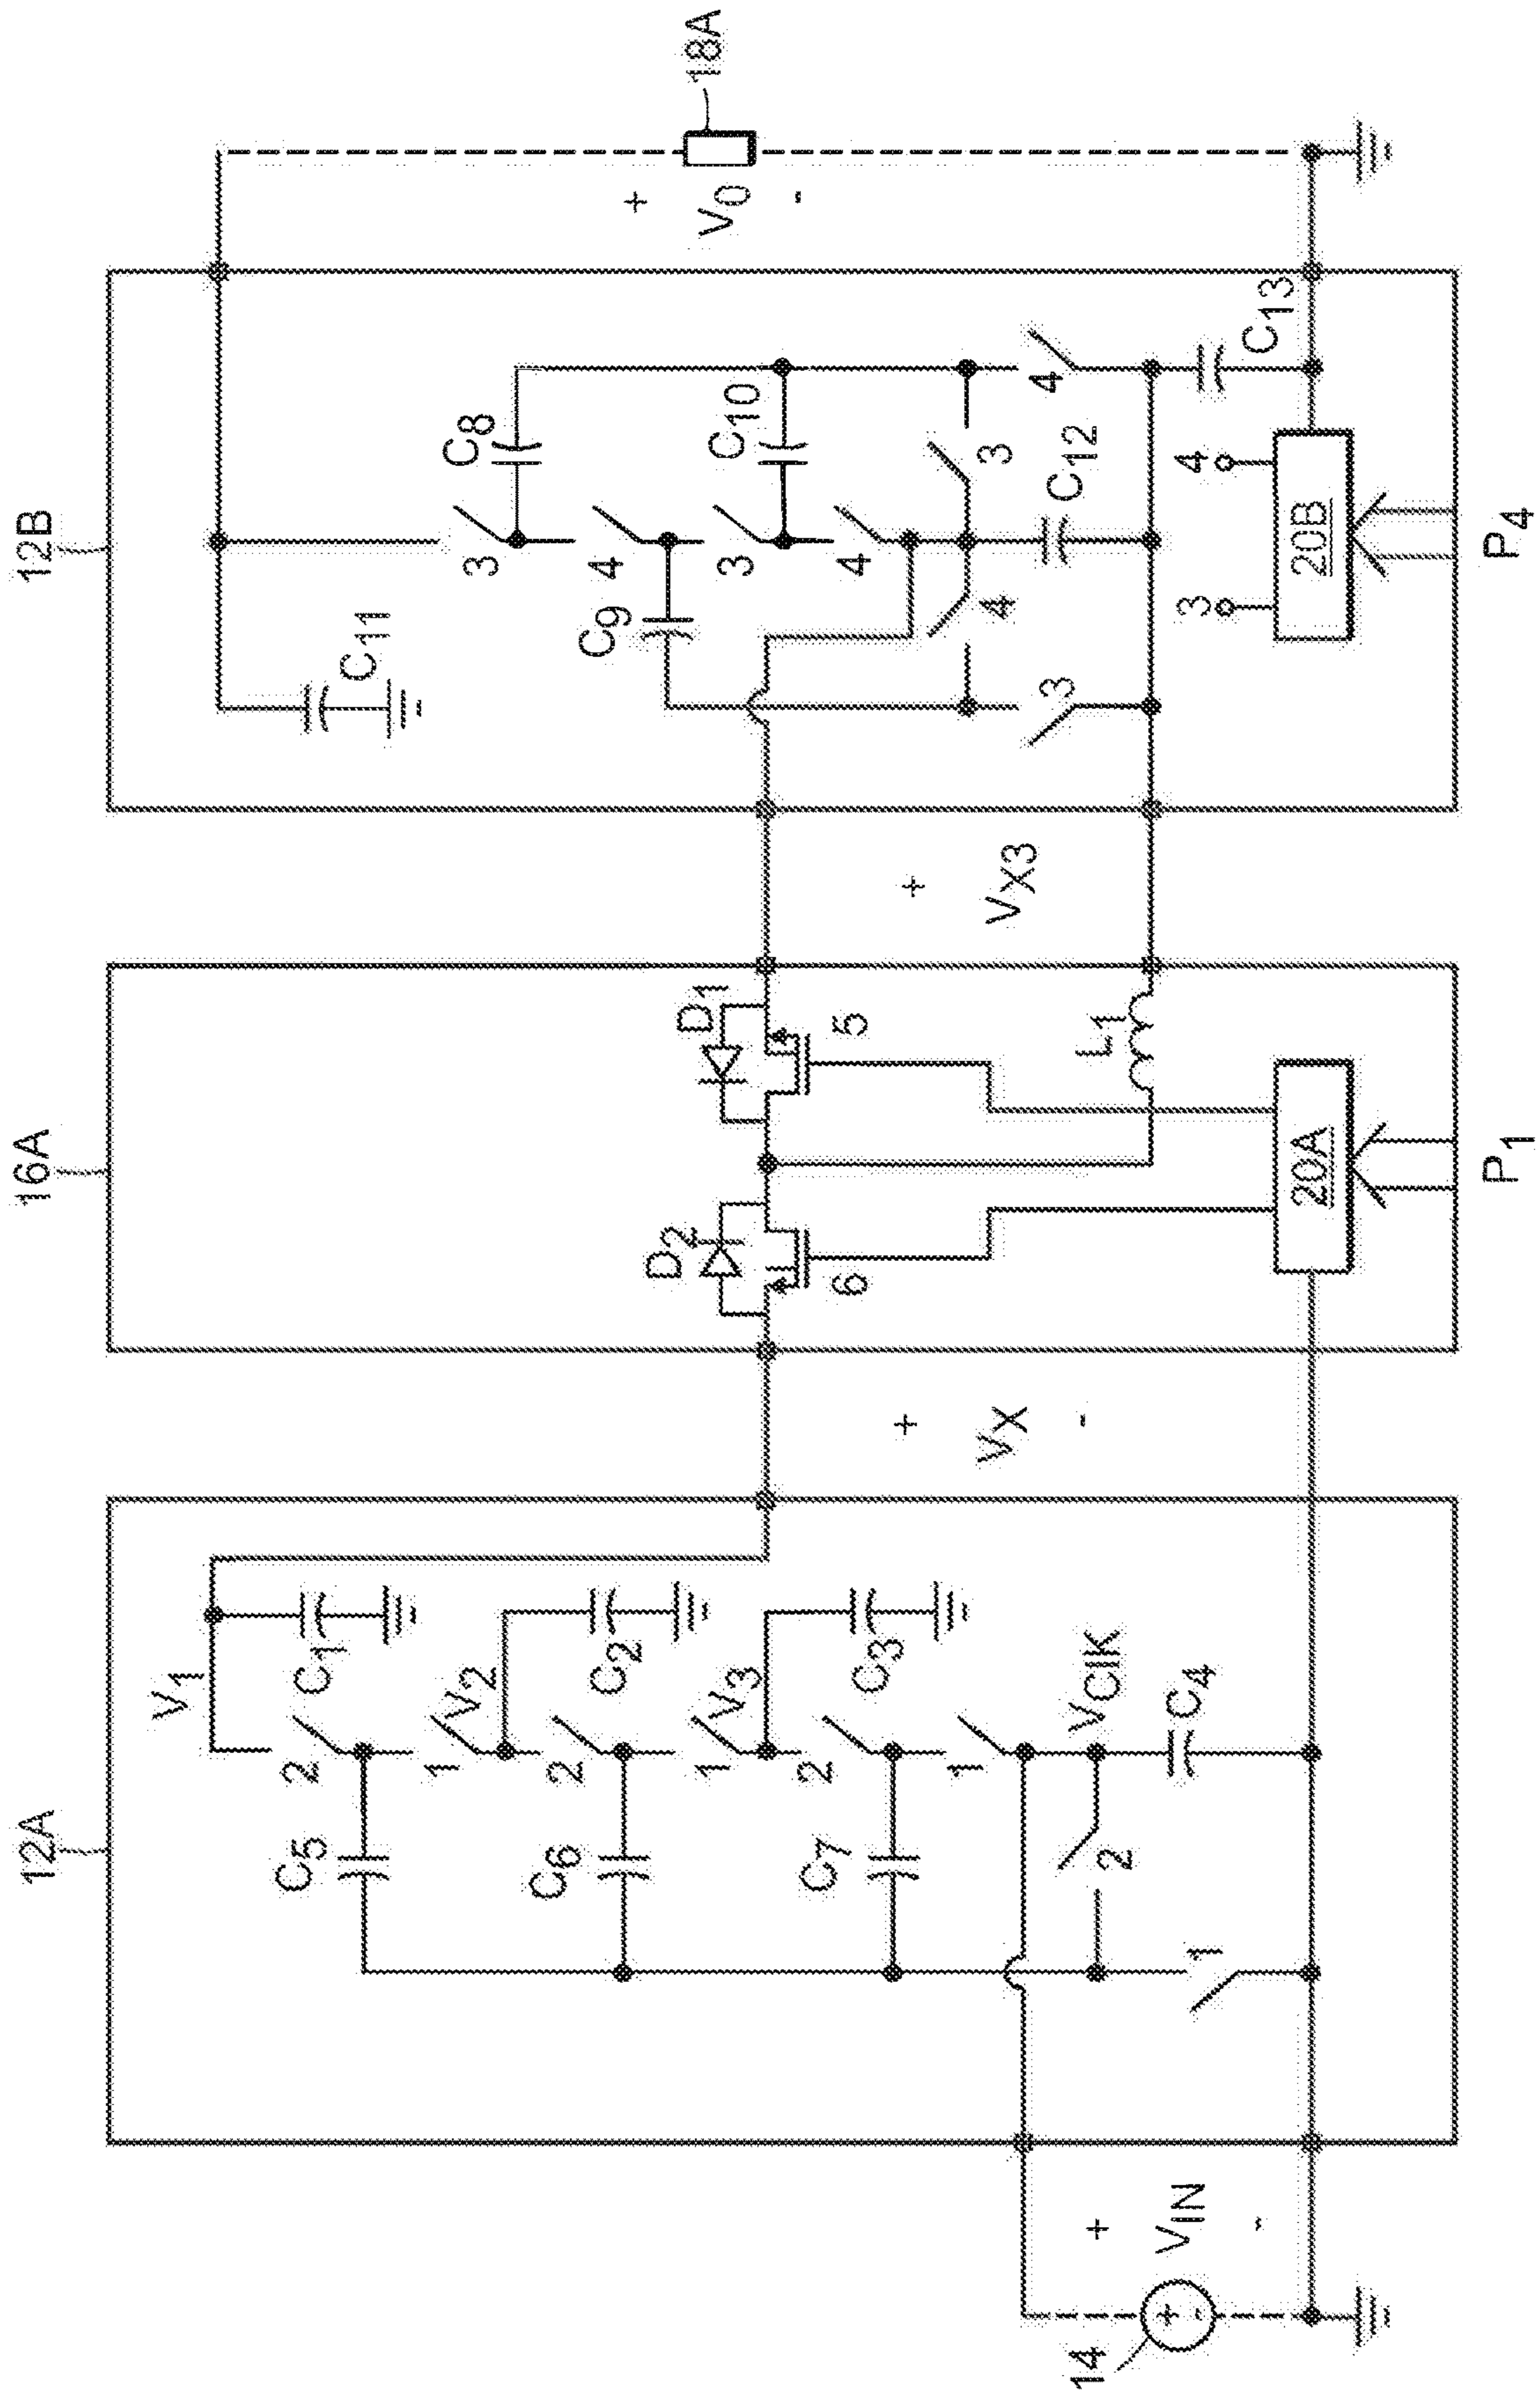 12A
16A
12B
V1
C1
2
C5
1
V2
C2
2
C6
1
V3
C3
2
C7
1
VCIK
2
C4
1
14
+
-
+
VIN
-
+
VX
-
D2
6
D1
5
L1
20A
P1
+
VX3
C11
3
C8
4
C9
3
C10
4
4
3
C12
3
4
C13
3
4
20B
P4
+
VO
-
18A